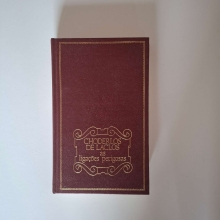 CHODERLOS
DE LACLOS
as
ligações perigosas